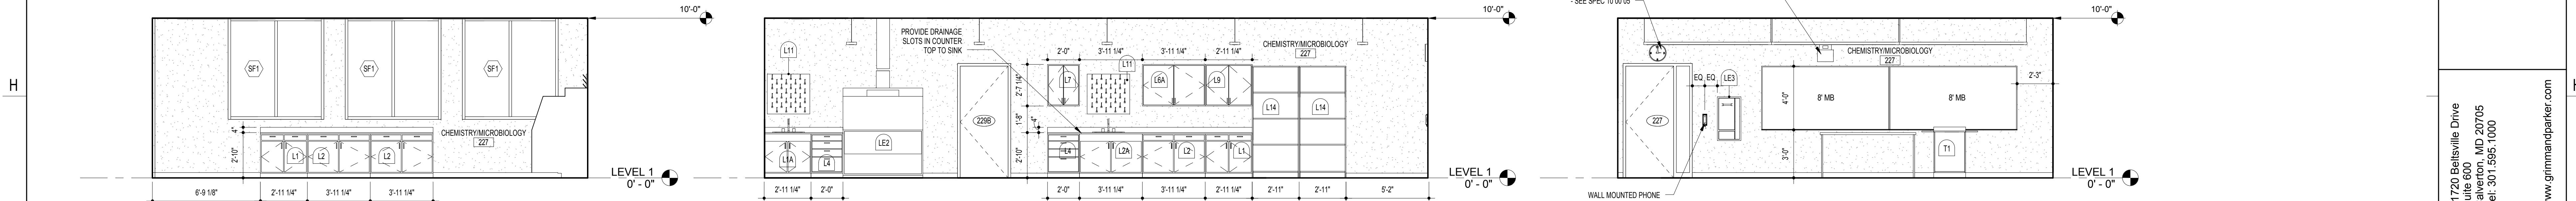 H
10'-0"
SF1
SF1
SF1
CHEMISTRY/MICROBIOLOGY
227
4"
2'-10"
L1
L2
L2
LEVEL 1
0' - 0"
6'-9 1/8"
2'-11 1/4"
3'-11 1/4"
3'-11 1/4"
10'-0"
PROVIDE DRAINAGE
SLOTS IN COUNTER
TOP TO SINK
L11
2'-0"
3'-11 1/4"
3'-11 1/4"
2'-11 1/4"
CHEMISTRY/MICROBIOLOGY
227
L11
L7
L6A
L9
2'-7 1/4"
1'-8"
4"
2'-10"
L14
L14
229B
LE2
L1A
L4
L4
L2A
L2
L1
2'-11 1/4"
2'-0"
2'-0"
3'-11 1/4"
3'-11 1/4"
2'-11 1/4"
2'-11"
2'-11"
5'-2"
LEVEL 1
0' - 0"
- SEE SPEC 10 00 05
10'-0"
CHEMISTRY/MICROBIOLOGY
227
EQ
EQ
LE3
2'-3"
4'-0"
8' MB
8' MB
227
3'-0"
T1
WALL MOUNTED PHONE
LEVEL 1
0' - 0"
1720 Beltsville Drive
uite 600
alverton, MD 20705
el: 301.595.1000
ww.grimmandparker.com